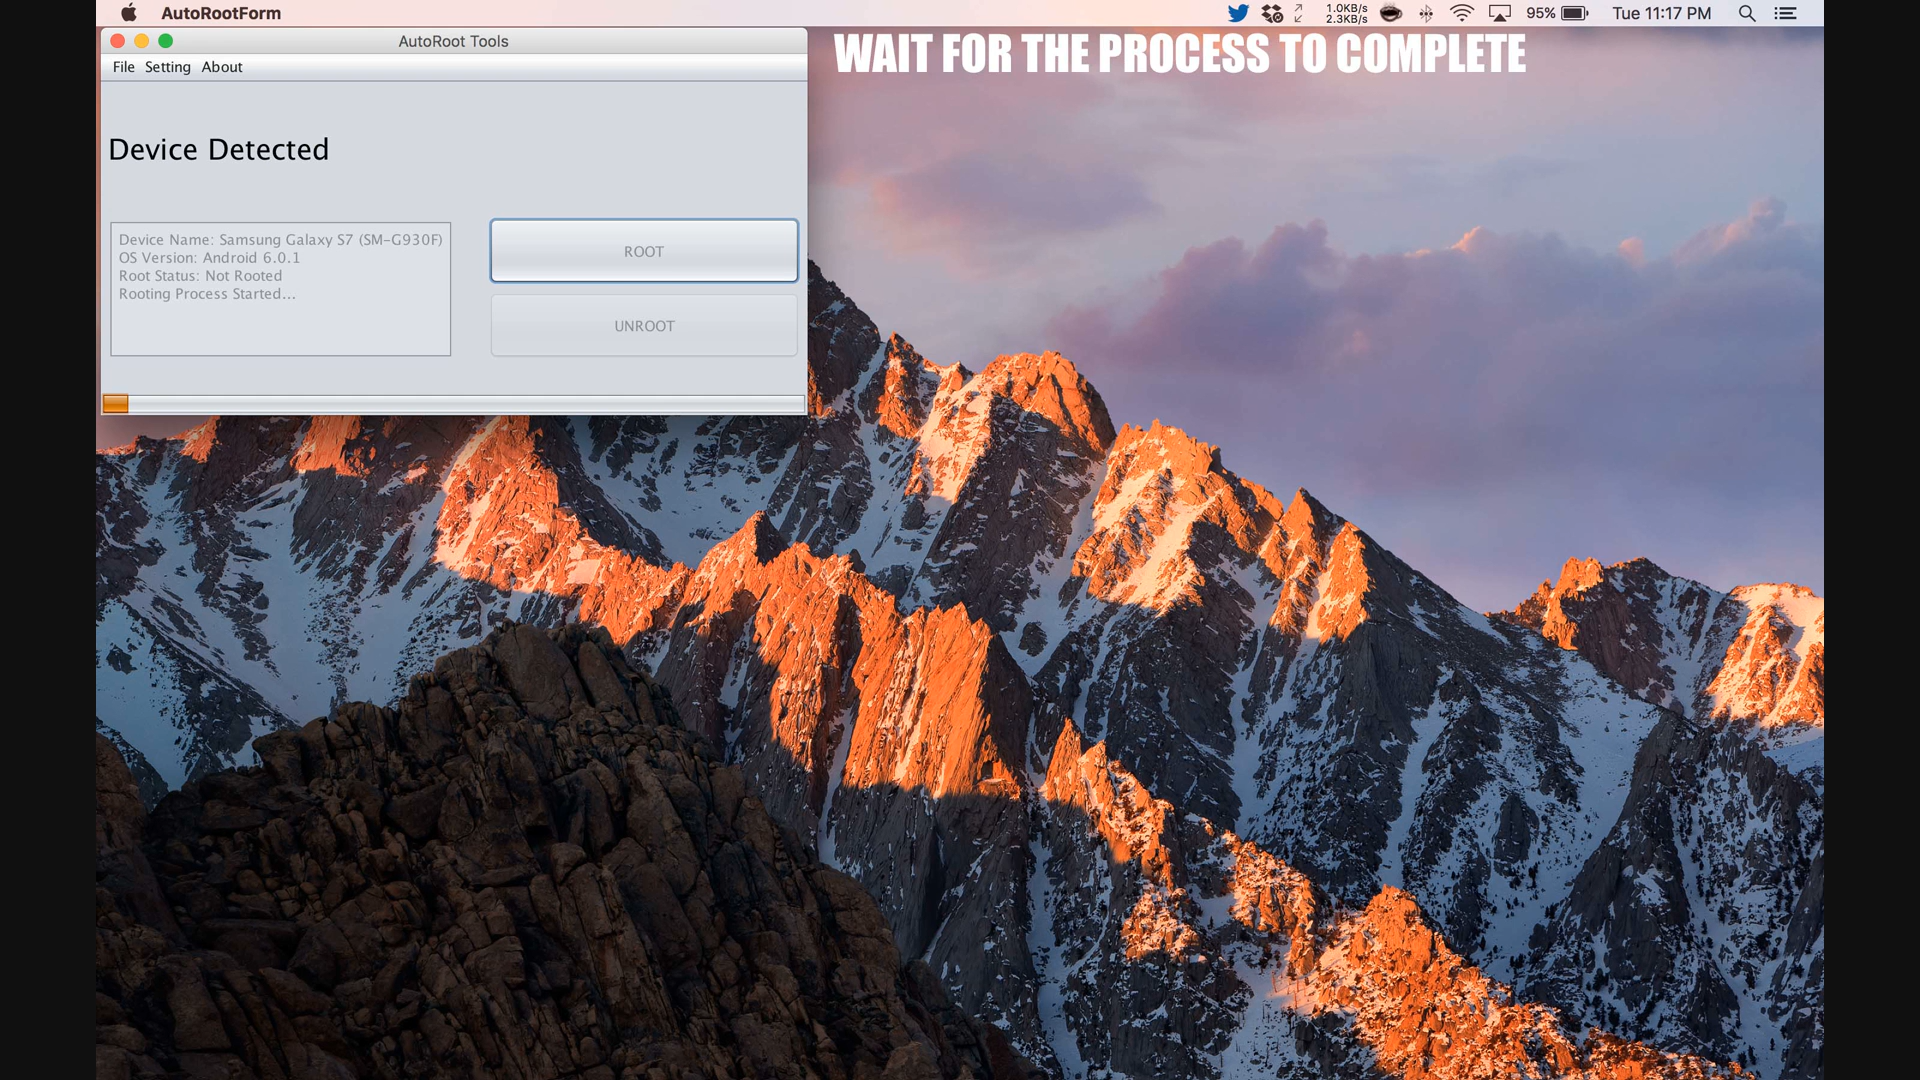 AutoRootForm
1.0KB/s
2.3KB/s
95%
Tue 11:17 PM
AutoRoot Tools
WAIT FOR THE PROCESS TO COMPLETE
File Setting About
Device Detected
Device Name: Samsung Galaxy S7 (SM-G930F)
OS Version: Android 6.0.1
Root Status: Not Rooted
Rooting Process Started...
ROOT
UNROOT